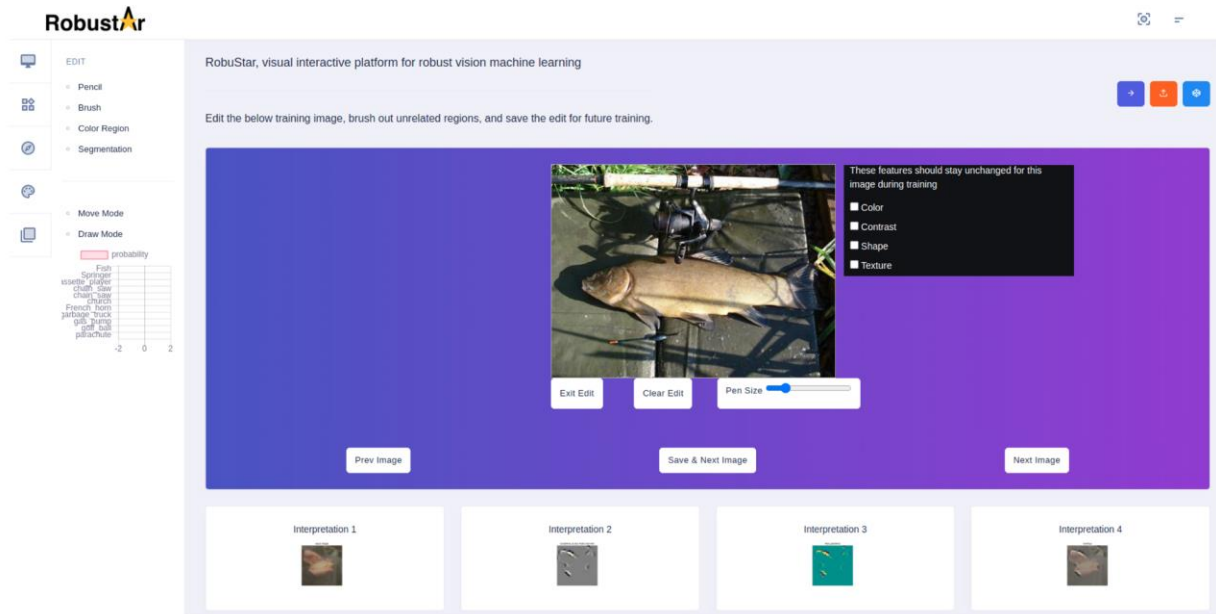 RobustAr
EDIT
Pencil
Brush
Color Region
Segmentation
Move Mode
Draw Mode
probability
Fish
Springer
assette_player
chain_saw
chain_saw
church
French_horn
garbage_truck
gas_pump
golf_ball
parachute
-2 0 2
RobuStar, visual interactive platform for robust vision machine learning
Edit the below training image, brush out unrelated regions, and save the edit for future training.
These features should stay unchanged for this
image during training
Color
Contrast
Shape
Texture
Exit Edit
Clear Edit
Pen Size
Prev Image
Save & Next Image
Next Image
Interpretation 1
Interpretation 2
Interpretation 3
Interpretation 4